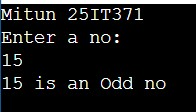 Mitun 25IT371
Enter a no:
15
15 is an Odd no